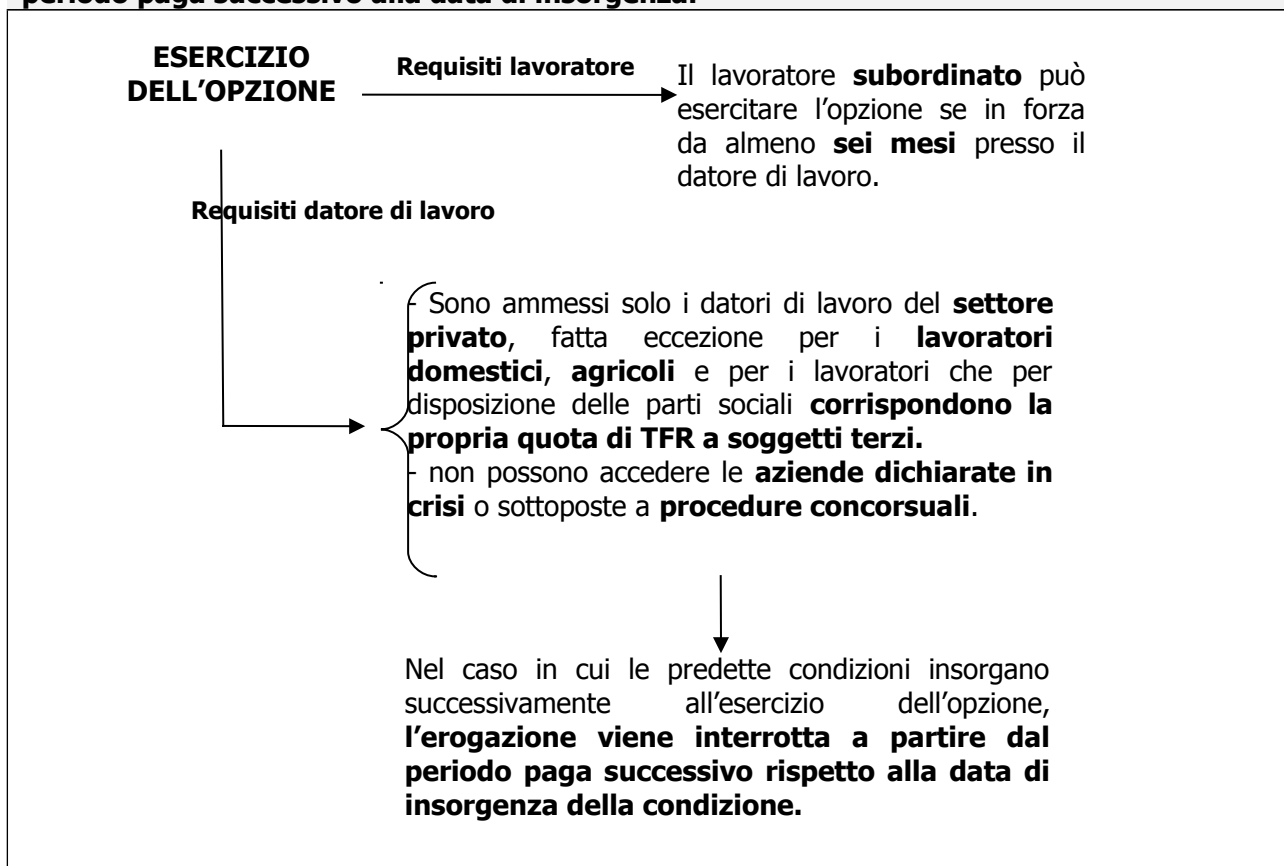 periodo paga successivo alla data di insorgenza.
ESERCIZIO
DELL’OPZIONE
Requisiti lavoratore
Il lavoratore subordinato può
esercitare l’opzione se in forza
da almeno sei mesi presso il
datore di lavoro.
Requisiti datore di lavoro
- Sono ammessi solo i datori di lavoro del settore
privato, fatta eccezione per i lavoratori
domestici, agricoli e per i lavoratori che per
disposizione delle parti sociali corrispondono la
propria quota di TFR a soggetti terzi.
- non possono accedere le aziende dichiarate in
crisi o sottoposte a procedure concorsuali.
Nel caso in cui le predette condizioni insorgano
successivamente all’esercizio dell’opzione,
l’erogazione viene interrotta a partire dal
periodo paga successivo rispetto alla data di
insorgenza della condizione.